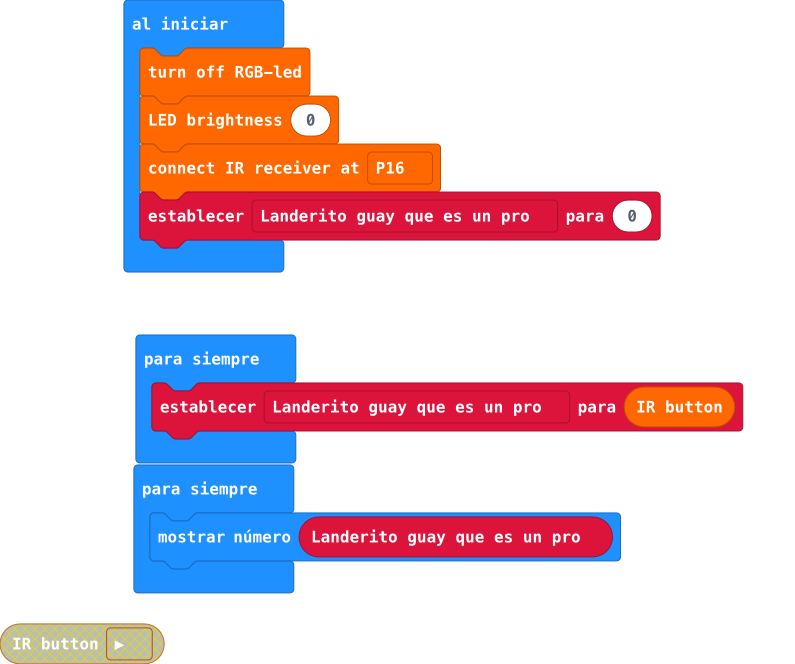 al iniciar
turn off RGB-led
LED brightness 0
connect IR receiver at P16
establecer Landerito guay que es un pro para 0
para siempre
establecer Landerito guay que es un pro para IR button
para siempre
mostrar número Landerito guay que es un pro
IR button ▶